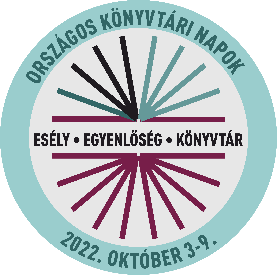 ORSZÁGOS KÖNYVTÁRI NAPOK
ESÉLY • EGYENLŐSÉG • KÖNYVTÁR
2022. OKTÓBER 3-9.